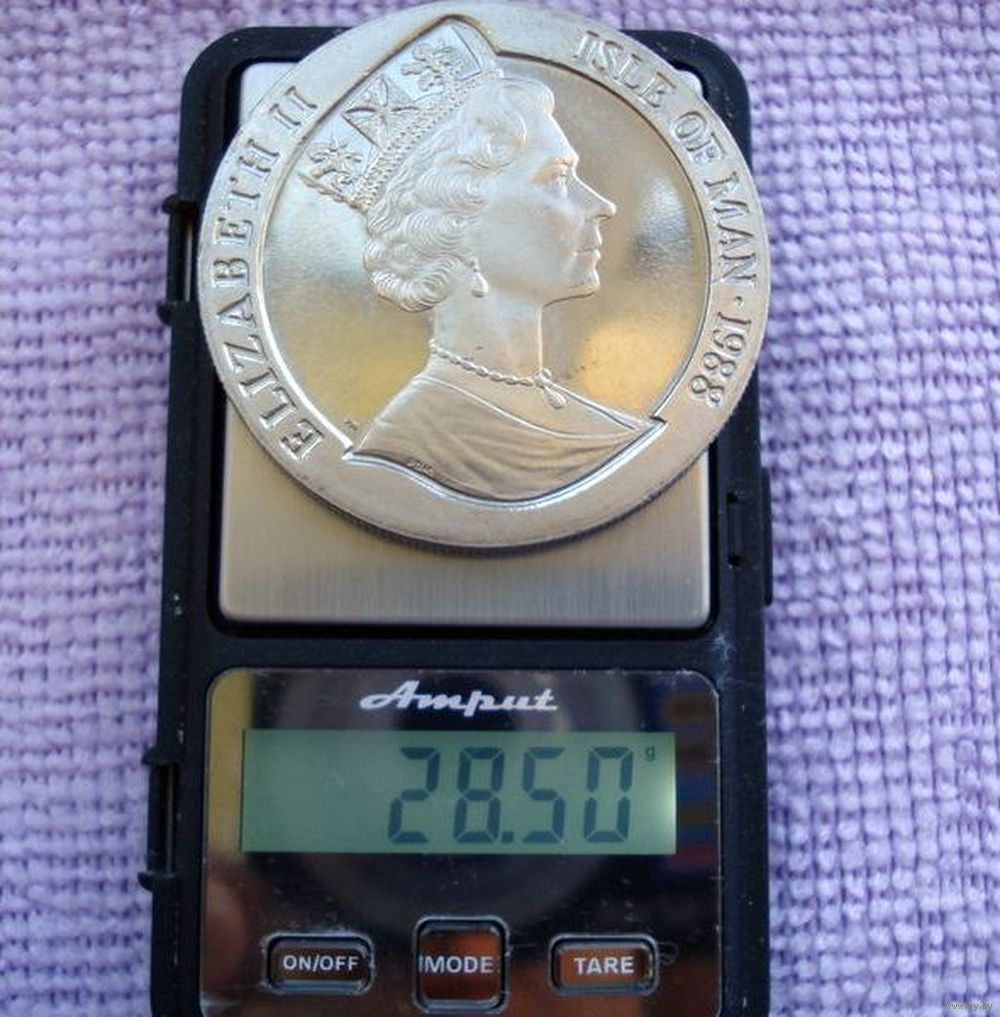 ELIZABETH II
ISLE OF MAN · 1988
Amput
28.50 g
ON/OFF
MODE
TARE